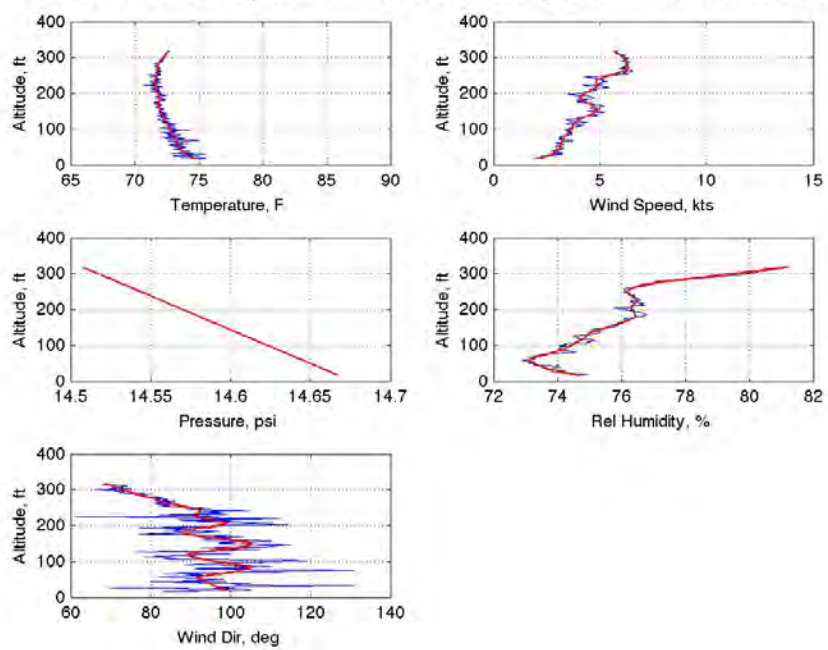 400
300
200
100
0
Altitude, ft
65 70 75 80 85 90
Temperature, F
400
300
200
100
0
Altitude, ft
0 5 10 15
Wind Speed, kts
400
300
200
100
0
Altitude, ft
14.5 14.55 14.6 14.65 14.7
Pressure, psi
400
300
200
100
0
Altitude, ft
72 74 76 78 80 82
Rel Humidity, %
400
300
200
100
0
Altitude, ft
60 80 100 120 140
Wind Dir, deg